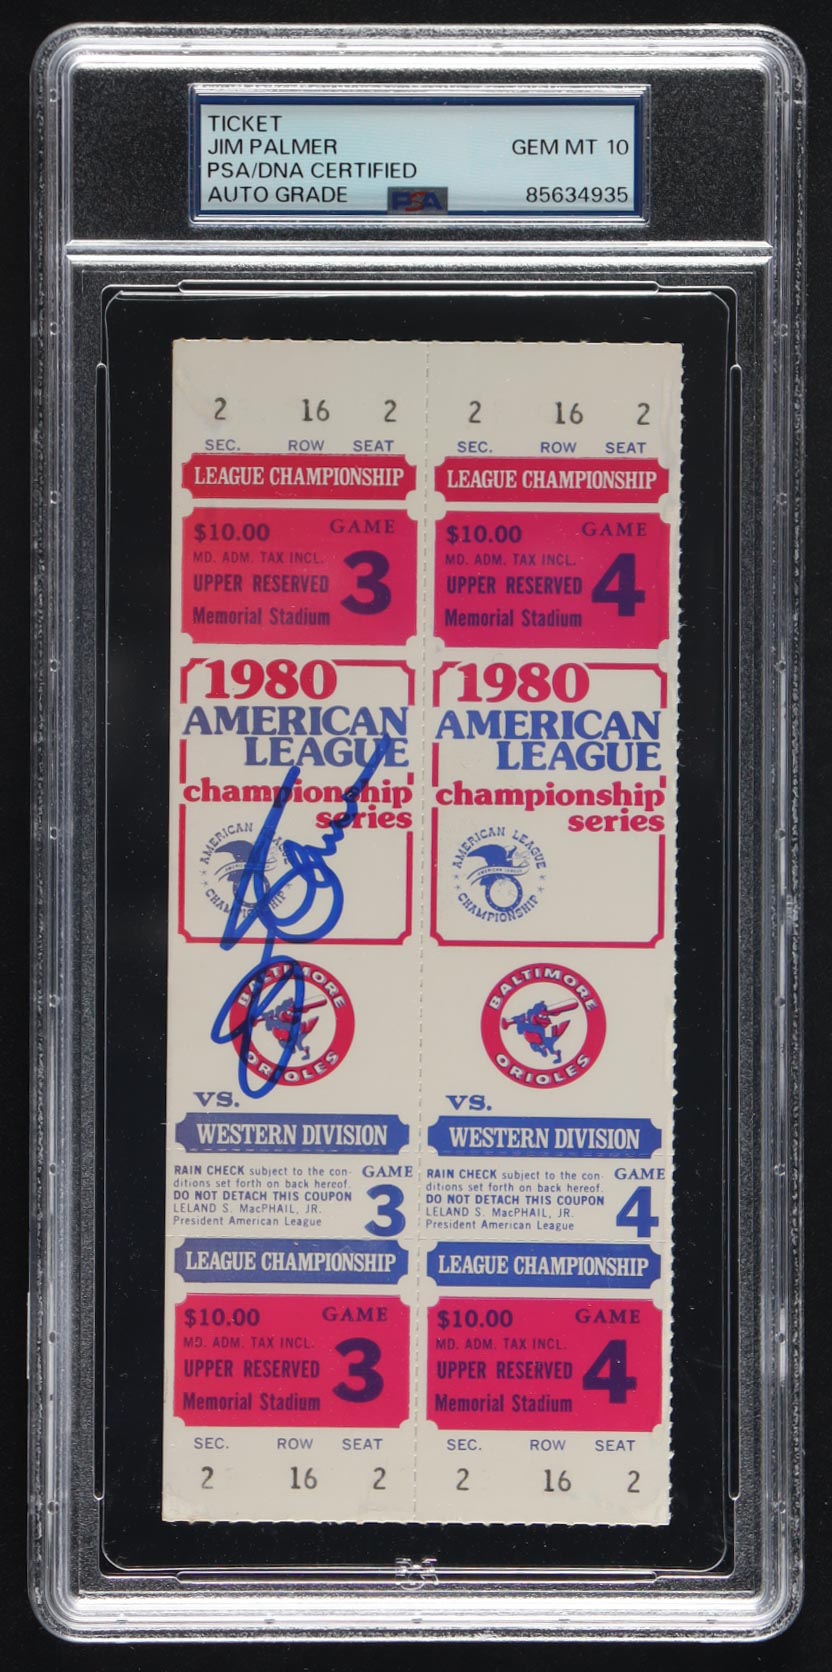 TICKET
JIM PALMER GEM MT 10
PSA/DNA CERTIFIED
AUTO GRADE PSA 85634935
2 16 2
SEC. ROW SEAT
LEAGUE CHAMPIONSHIP
$10.00 GAME
MD. ADM. TAX INCL.
UPPER RESERVED 3
Memorial Stadium
1980
AMERICAN
LEAGUE
championship
series
AMERICAN LEAGUE
CHAMPIONSHIP
BALTIMORE
ORIOLES
VS.
WESTERN DIVISION
RAIN CHECK subject to the con-
ditions set forth on back hereof.
DO NOT DETACH THIS COUPON
LELAND S. MacPHAIL, JR.
President American League
GAME
3
LEAGUE CHAMPIONSHIP
$10.00 GAME
MD. ADM. TAX INCL.
UPPER RESERVED 3
Memorial Stadium
SEC. ROW SEAT
2 16 2
2 16 2
SEC. ROW SEAT
LEAGUE CHAMPIONSHIP
$10.00 GAME
MD. ADM. TAX INCL.
UPPER RESERVED 4
Memorial Stadium
1980
AMERICAN
LEAGUE
championship
series
AMERICAN LEAGUE
AMERICAN LEAGUE
CHAMPIONSHIP
BALTIMORE
ORIOLES
VS.
WESTERN DIVISION
RAIN CHECK subject to the con-
ditions set forth on back hereof.
DO NOT DETACH THIS COUPON
LELAND S. MacPHAIL, JR.
President American League
GAME
4
LEAGUE CHAMPIONSHIP
$10.00 GAME
MD. ADM. TAX INCL.
UPPER RESERVED 4
Memorial Stadium
SEC. ROW SEAT
2 16 2